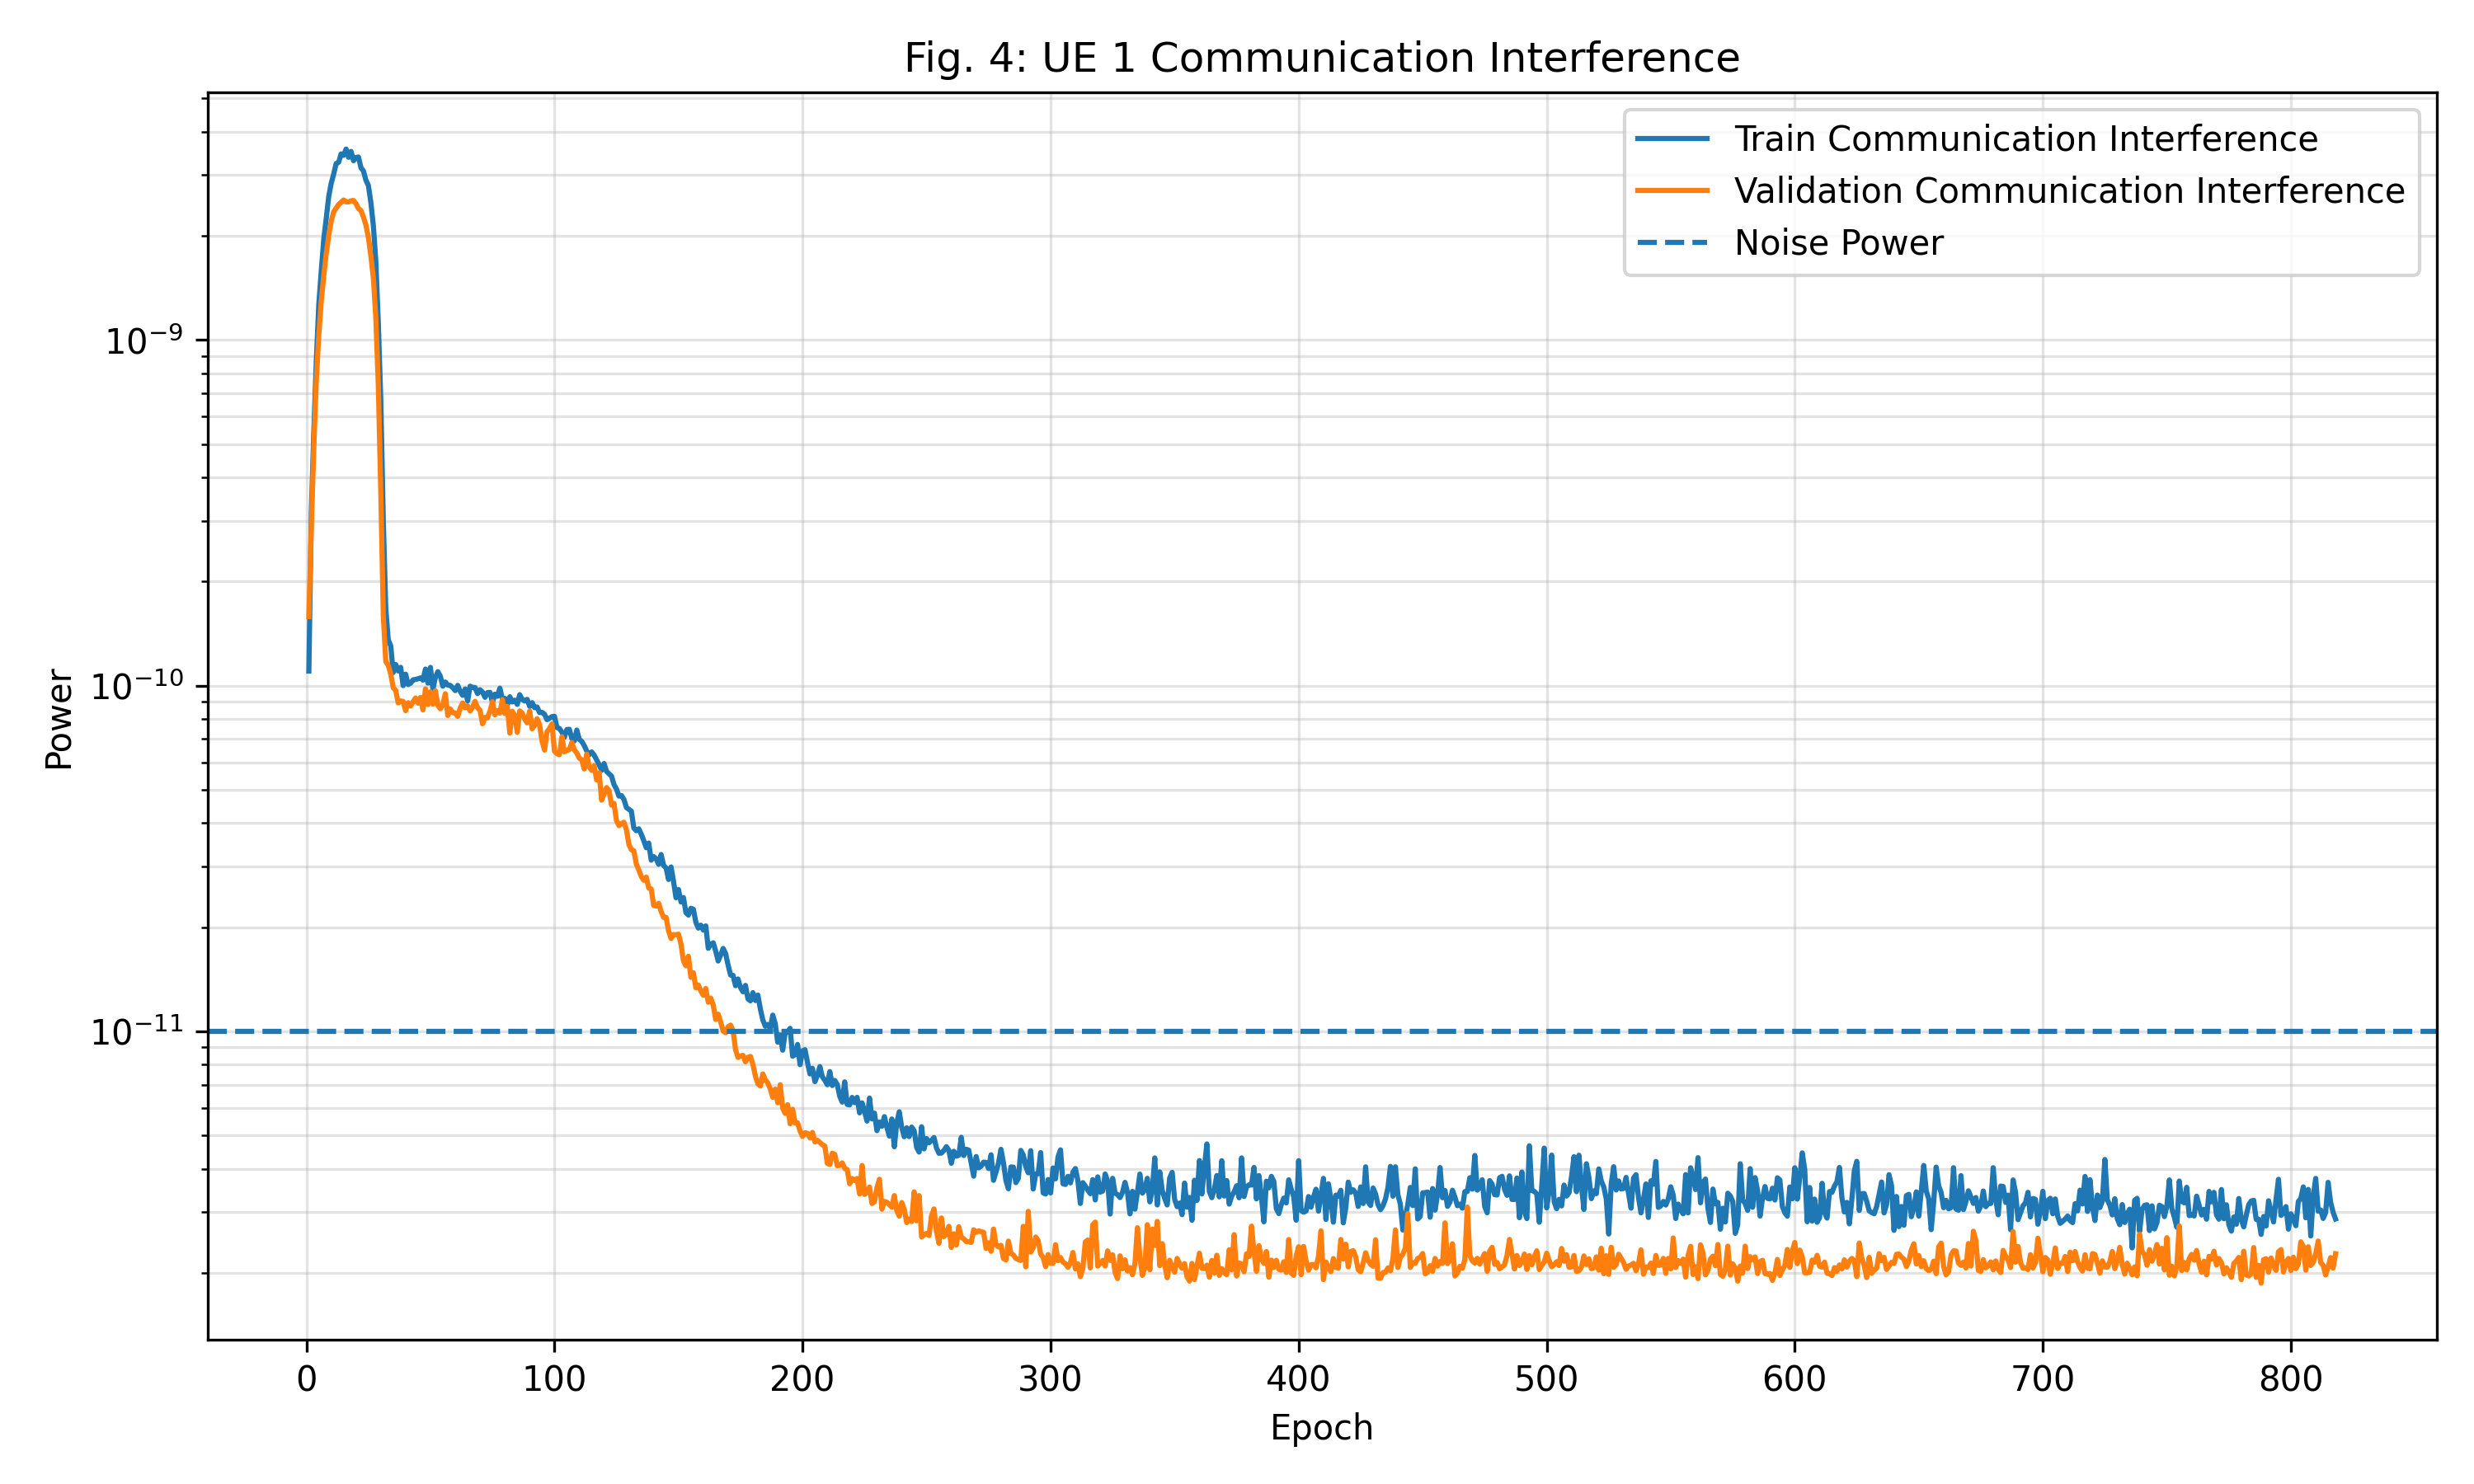 Fig. 4: UE 1 Communication Interference
Train Communication Interference
Validation Communication Interference
Noise Power
10⁻⁹
10⁻¹⁰
10⁻¹¹
Power
0 100 200 300 400 500 600 700 800
Epoch